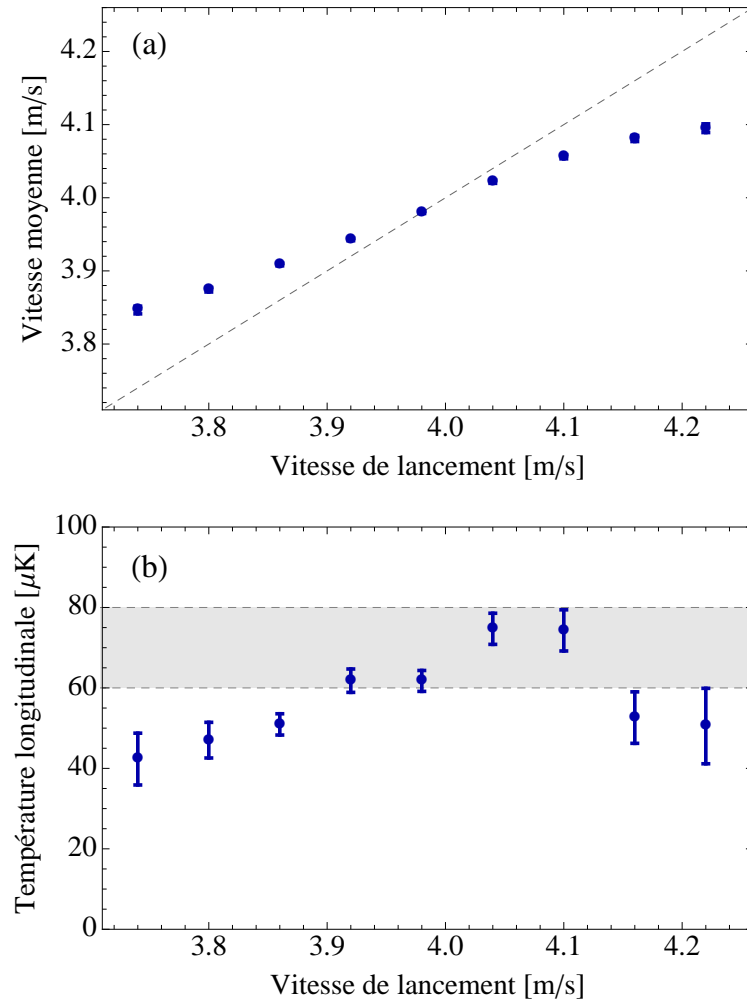 (a)
Vitesse moyenne [m/s]
4.2
4.1
4.0
3.9
3.8
3.8 3.9 4.0 4.1 4.2
Vitesse de lancement [m/s]
(b)
Température longitudinale [μK]
100
80
60
40
20
0
3.8 3.9 4.0 4.1 4.2
Vitesse de lancement [m/s]